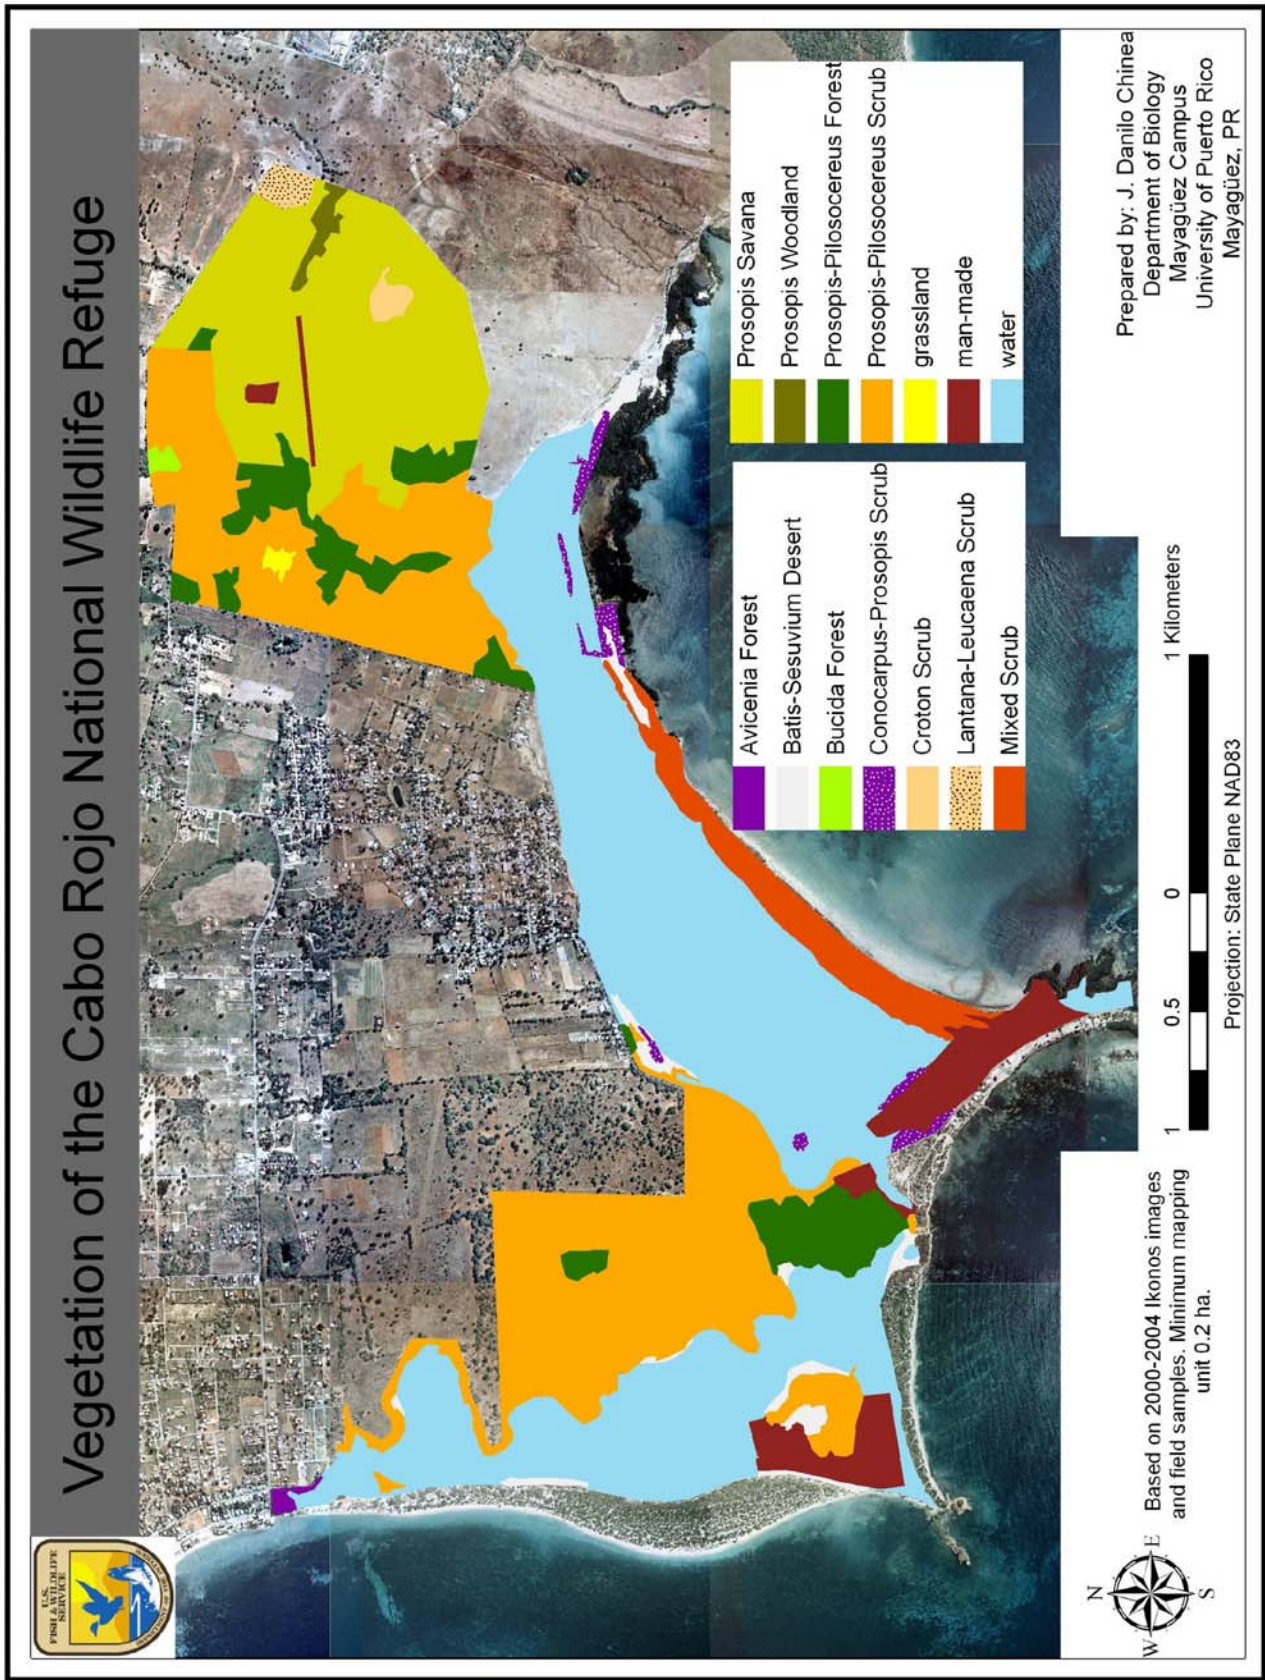 Vegetation of the Cabo Rojo National Wildlife Refuge
U.S.
FISH & WILDLIFE
SERVICE
Avicenia Forest
Batis-Sesuvium Desert
Bucida Forest
Conocarpus-Prosopis Scrub
Croton Scrub
Lantana-Leucaena Scrub
Mixed Scrub
Prosopis Savana
Prosopis Woodland
Prosopis-Pilosocereus Forest
Prosopis-Pilosocereus Scrub
grassland
man-made
water
N
W
E
S
Based on 2000-2004 Ikonos images
and field samples. Minimum mapping
unit 0.2 ha.
1 0.5 0 1 Kilometers
Projection: State Plane NAD83
Prepared by: J. Danilo Chinea
Department of Biology
Mayagüez Campus
University of Puerto Rico
Mayagüez, PR